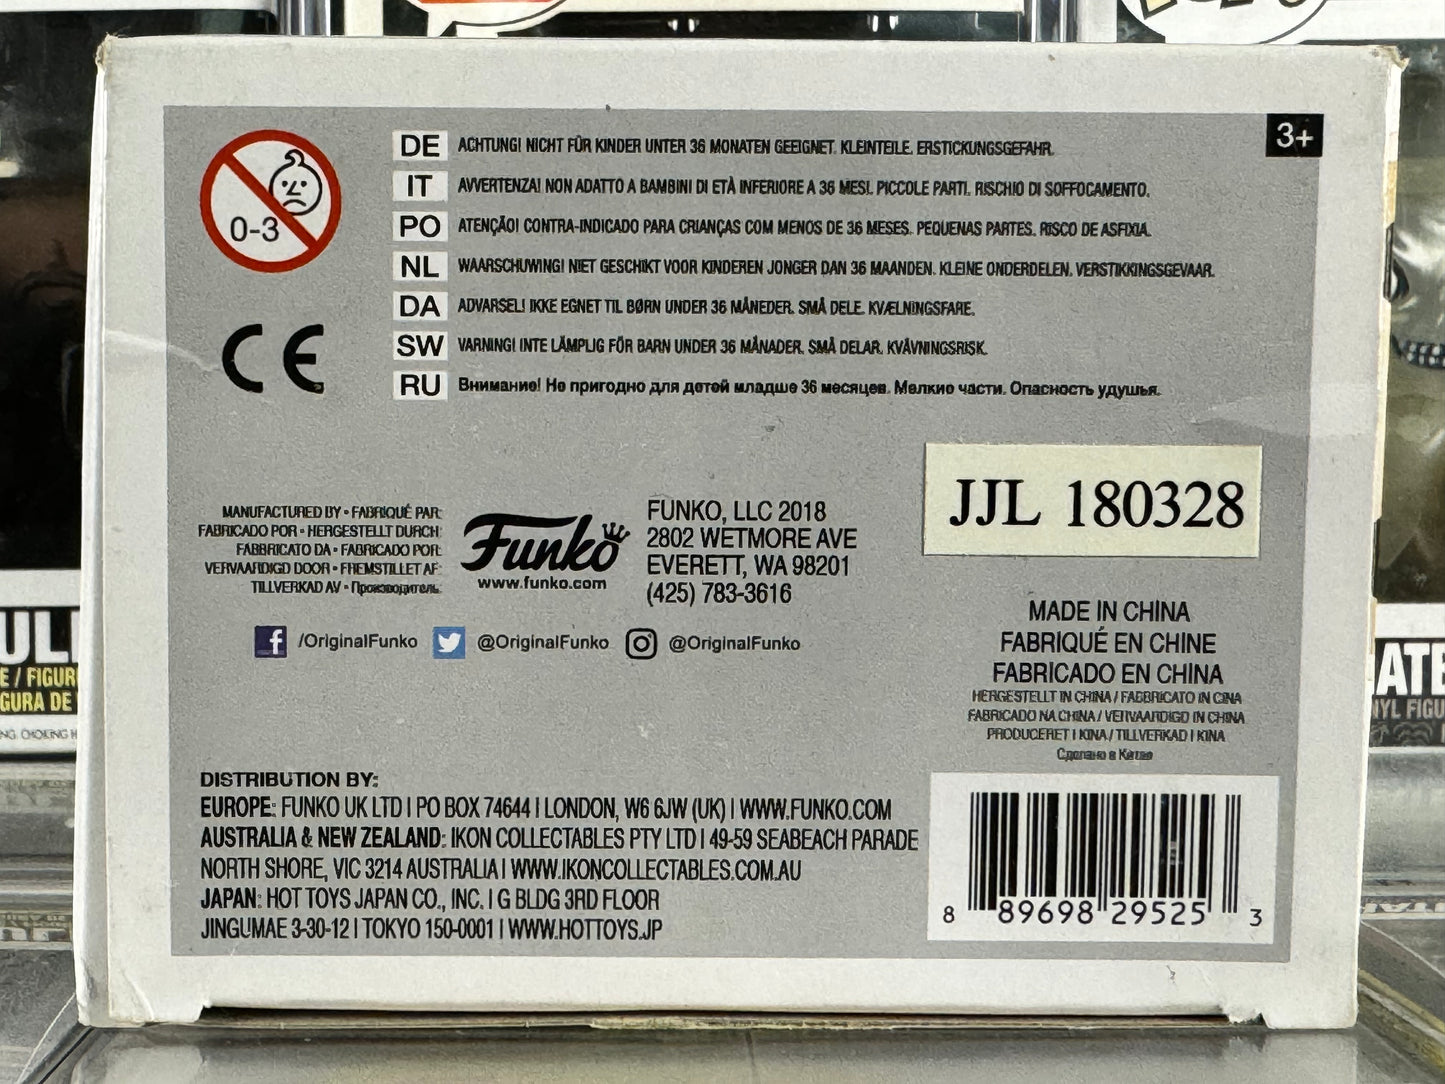 3+
0-3
DE ACHTUNG! NICHT FÜR KINDER UNTER 36 MONATEN GEEIGNET. KLEINTEILE. ERSTICKUNGSGEFAHR.
IT AVVERTENZA! NON ADATTO A BAMBINI DI ETÀ INFERIORE A 36 MESI. PICCOLE PARTI. RISCHIO DI SOFFOCAMENTO.
PO ATENÇÃO! CONTRA-INDICADO PARA CRIANÇAS COM MENOS DE 36 MESES. PEQUENAS PARTES. RISCO DE ASFIXIA.
NL WAARSCHUWING! NIET GESCHIKT VOOR KINDEREN JONGER DAN 36 MAANDEN. KLEINE ONDERDELEN. VERSTIKKINGSGEVAAR.
DA ADVARSEL! IKKE EGNET TIL BØRN UNDER 36 MÅNEDER. SMÅ DELE. KVÆLNINGSFARE.
SW VARNING! INTE LÄMPLIG FÖR BARN UNDER 36 MÅNADER. SMÅ DELAR. KVÄVNINGSRISK.
RU Внимание! Не пригодно для детей младше 36 месяцев. Мелкие части. Опасность удушья.
CE
JJL 180328
MANUFACTURED BY • FABRIQUÉ PAR:
FABRICADO POR • HERGESTELLT DURCH:
FABBRICATO DA • FABRICADO POR:
VERVAARDIGD DOOR • FREMSTILLET AF:
TILLVERKAD AV • Производитель:
Funko
www.funko.com
FUNKO, LLC 2018
2802 WETMORE AVE
EVERETT, WA 98201
(425) 783-3616
/OriginalFunko @OriginalFunko @OriginalFunko
MADE IN CHINA
FABRIQUÉ EN CHINE
FABRICADO EN CHINA
HERGESTELLT IN CHINA / FABBRICATO IN CINA
FABRICADO NA CHINA / VERVAARDIGD IN CHINA
PRODUCERET I KINA / TILLVERKAD I KINA
Сделано в Китае
DISTRIBUTION BY:
EUROPE: FUNKO UK LTD | PO BOX 74644 | LONDON, W6 6JW (UK) | WWW.FUNKO.COM
AUSTRALIA & NEW ZEALAND: IKON COLLECTABLES PTY LTD | 49-59 SEABEACH PARADE
NORTH SHORE, VIC 3214 AUSTRALIA | WWW.IKONCOLLECTABLES.COM.AU
JAPAN: HOT TOYS JAPAN CO., INC. | G BLDG 3RD FLOOR
JINGUMAE 3-30-12 | TOKYO 150-0001 | WWW.HOTTOYS.JP
8 89698 29525 3